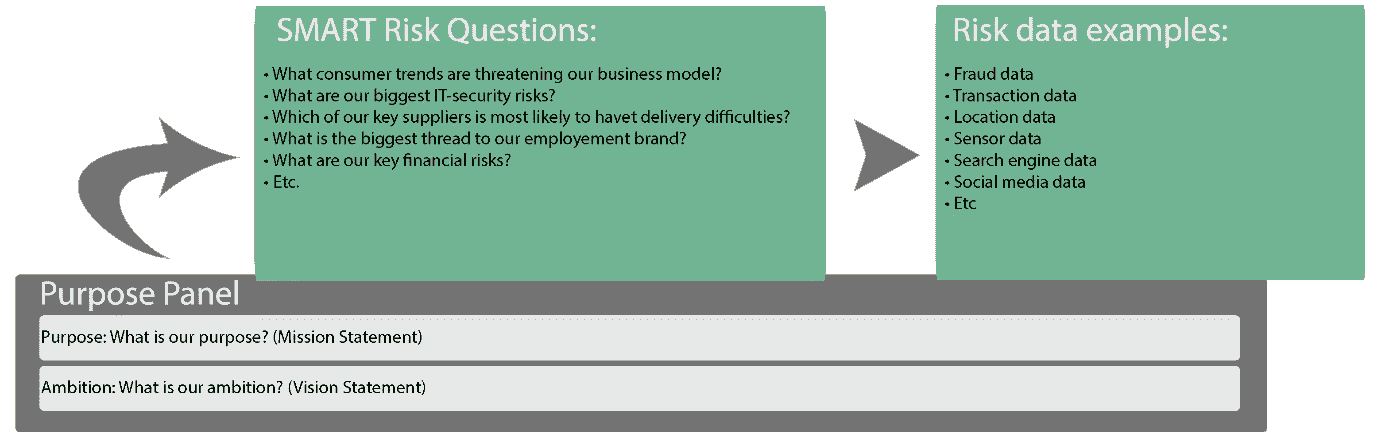 SMART Risk Questions:
• What consumer trends are threatening our business model?
• What are our biggest IT-security risks?
• Which of our key suppliers is most likely to havet delivery difficulties?
• What is the biggest thread to our employement brand?
• What are our key financial risks?
• Etc.
Risk data examples:
• Fraud data
• Transaction data
• Location data
• Sensor data
• Search engine data
• Social media data
• Etc
Purpose Panel
Purpose: What is our purpose? (Mission Statement)
Ambition: What is our ambition? (Vision Statement)